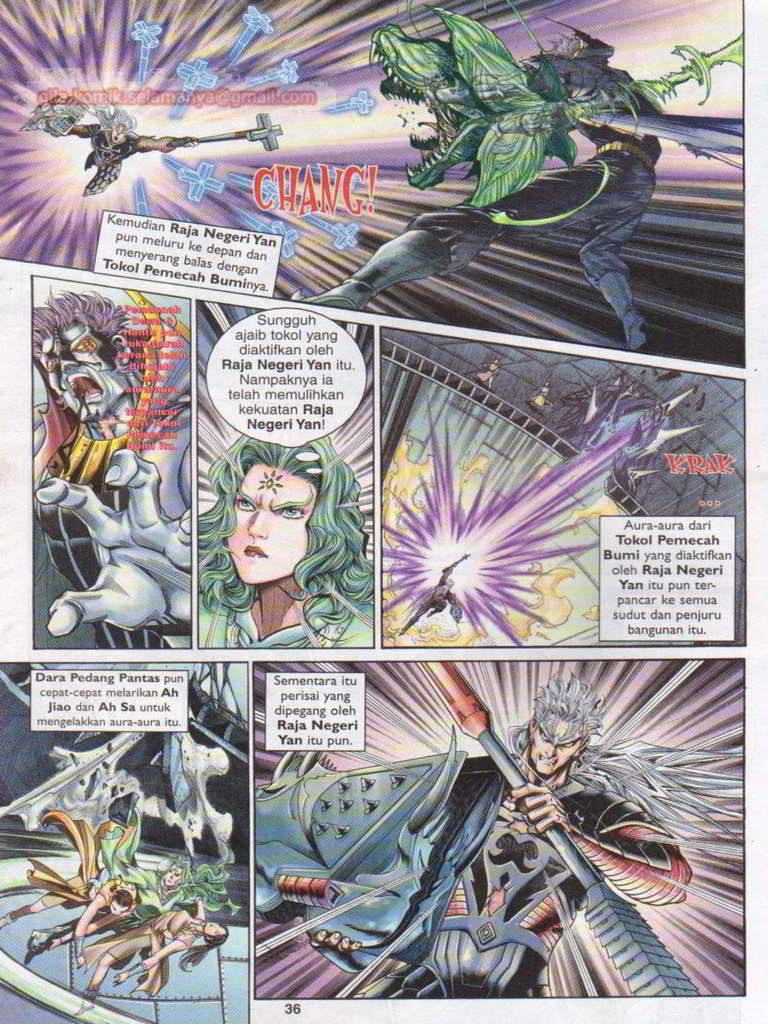 clip.komik.selamanya@gmail.com
CHANG!
Kemudian Raja Negeri Yan
pun meluru ke depan dan
menyerang balas dengan
Tokol Pemecah Buminya.
Sungguh
ajaib tokol yang
diaktifkan oleh
Raja Negeri Yan itu.
Nampaknya ia
telah memulihkan
kekuatan Raja
Negeri Yan!
KRAK
...
Aura-aura dari
Tokol Pemecah
Bumi yang diaktifkan
oleh Raja Negeri
Yan itu pun ter-
pancar ke semua
sudut dan penjuru
bangunan itu.
Dara Pedang Pantas pun
cepat-cepat melarikan Ah
Jiao dan Ah Sa untuk
mengelakkan aura-aura itu.
Sementara itu
perisai yang
dipegang oleh
Raja Negeri
Yan itu pun.
36